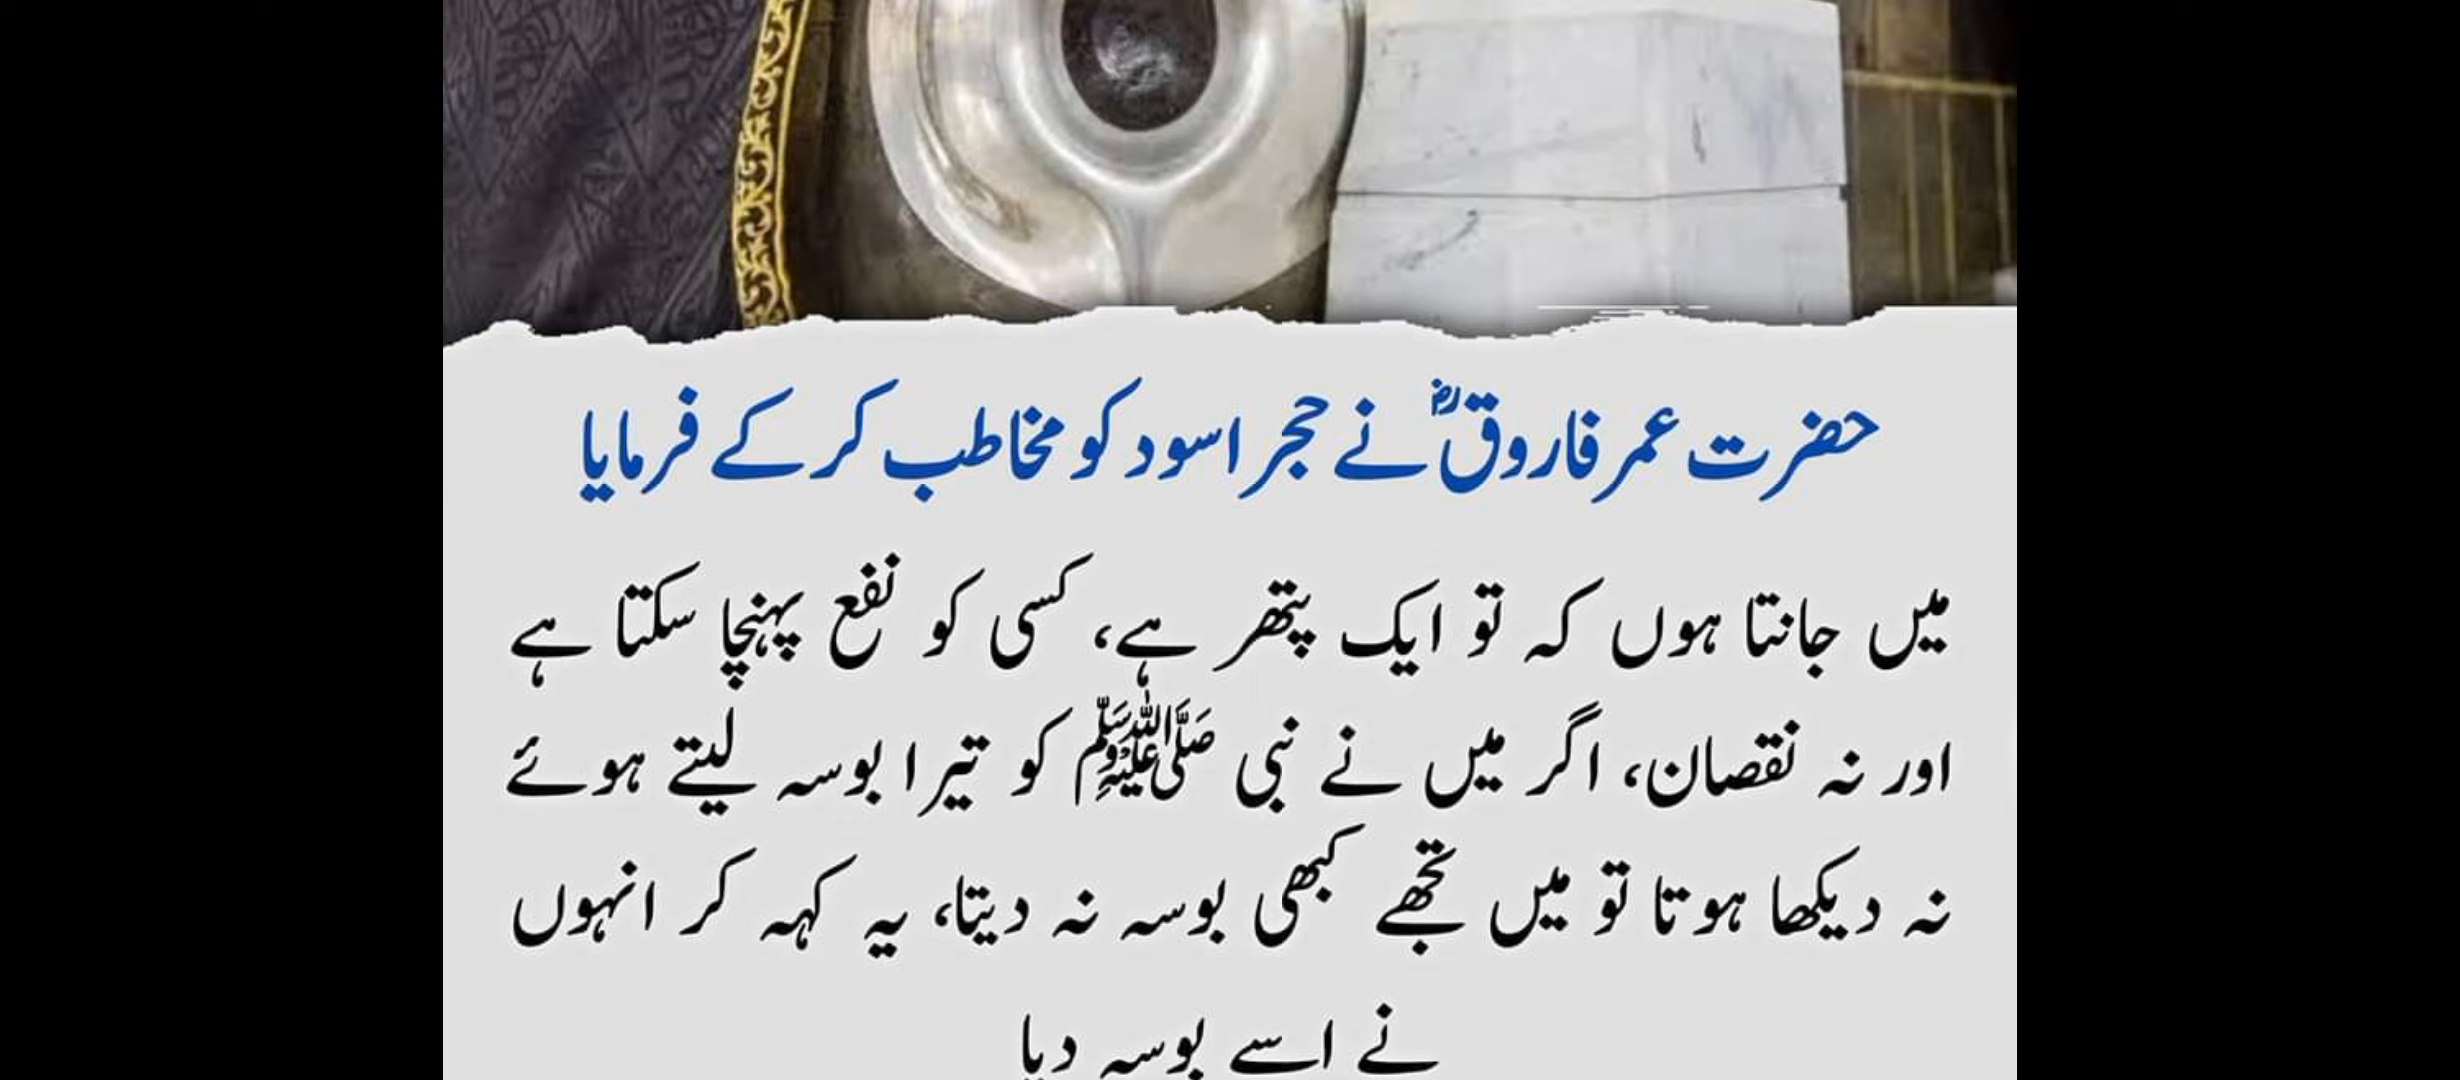 حضرت عمر فاروقؓ نے حجر اسود کو مخاطب کر کے فرمایا
میں جانتا ہوں کہ تو ایک پتھر ہے، کسی کو نفع پہنچا سکتا ہے
اور نہ نقصان، اگر میں نے نبی ﷺ کو تیرا بوسہ لیتے ہوئے
نہ دیکھا ہوتا تو میں تجھے کبھی بوسہ نہ دیتا، یہ کہہ کر انہوں
نے اسے بوسہ دیا